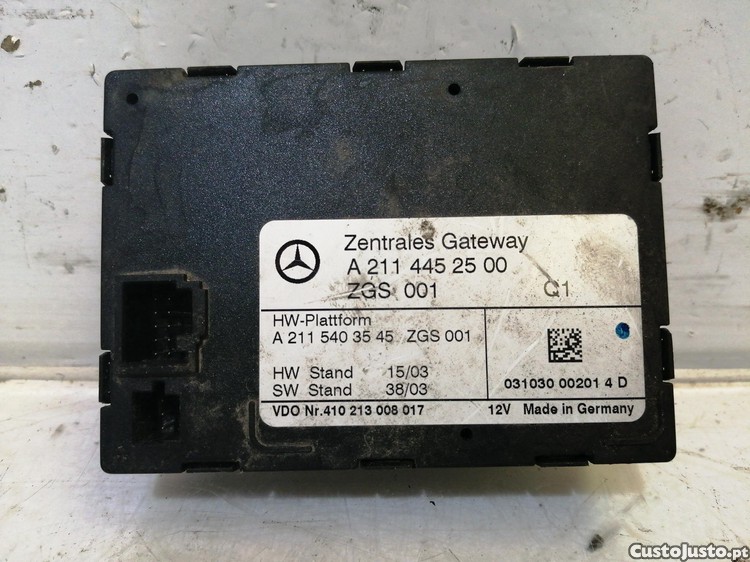 Zentrales Gateway
A 211 445 25 00
ZGS 001 Q1
HW-Plattform
A 211 540 35 45 ZGS 001
HW Stand 15/03
SW Stand 38/03
031030 00201 4 D
VDO Nr.410 213 008 017 12V Made in Germany
CustoJusto.pt